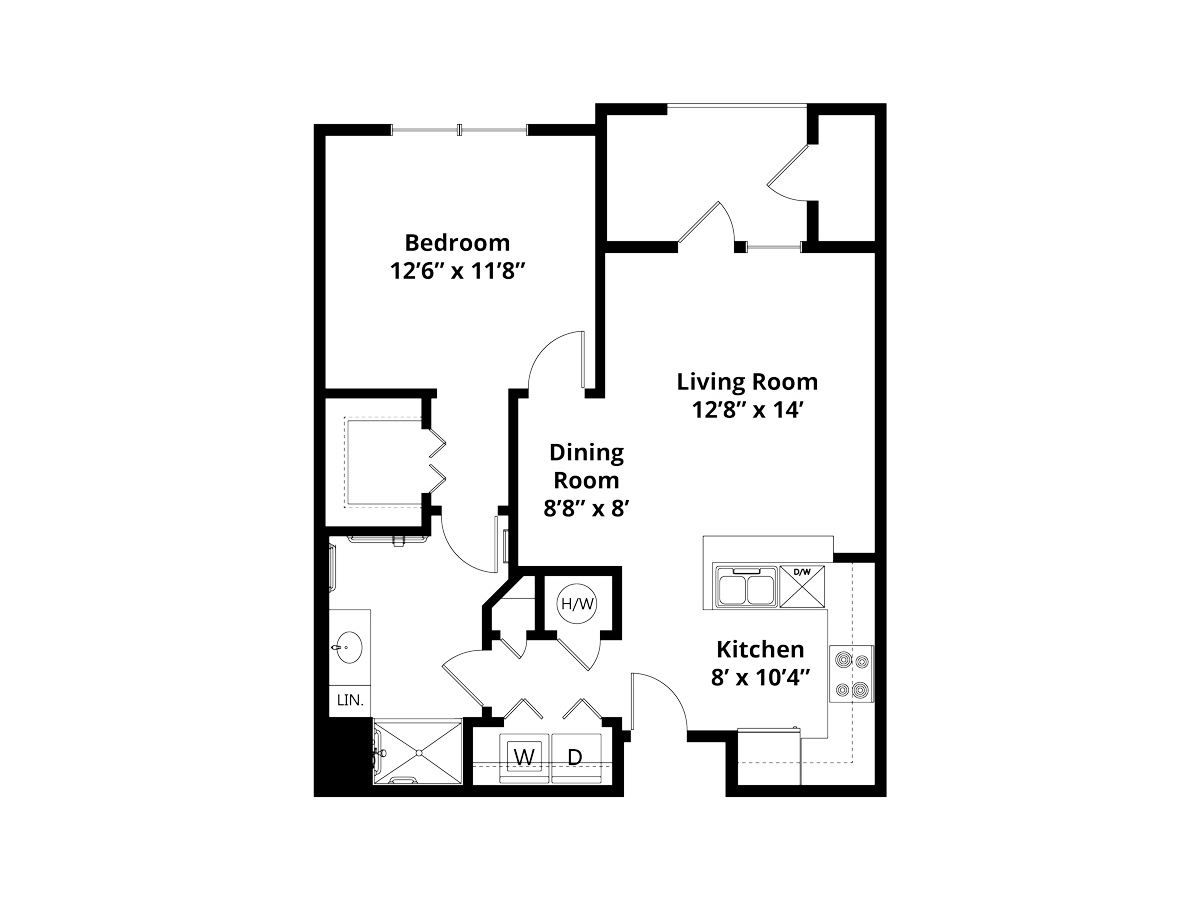 Bedroom
12’6” x 11’8”
Living Room
12’8” x 14’
Dining
Room
8’8” x 8’
D/W
H/W
Kitchen
8’ x 10’4”
LIN.
W
D